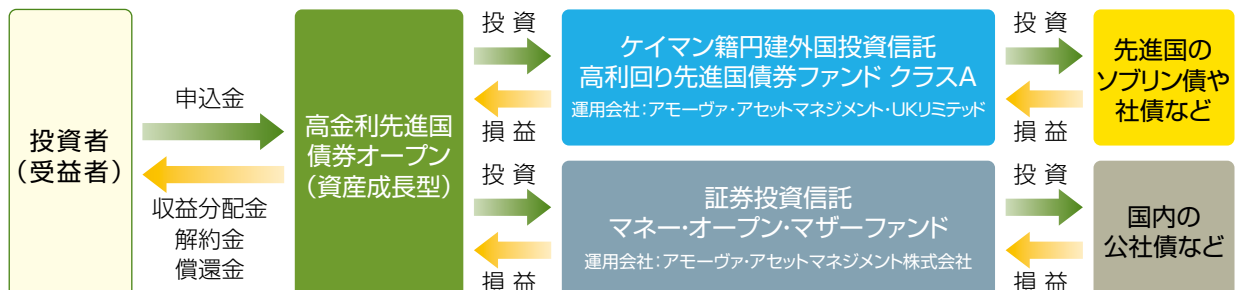 投資者
（受益者）
申込金
収益分配金
解約金
償還金
高金利先進国
債券オープン
（資産成長型）
投 資
損 益
ケイマン籍円建外国投資信託
高利回り先進国債券ファンド クラスA
運用会社：アモーヴァ・アセットマネジメント・UKリミテッド
投 資
損 益
先進国の
ソブリン債や
社債など
投 資
損 益
証券投資信託
マネー・オープン・マザーファンド
運用会社：アモーヴァ・アセットマネジメント株式会社
投 資
損 益
国内の
公社債など